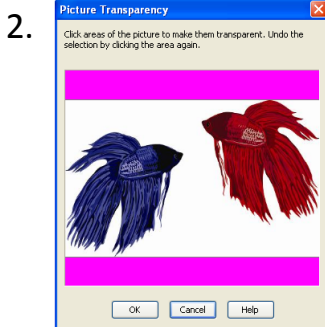 2.
Picture Transparency
Click areas of the picture to make them transparent. Undo the
selection by clicking the area again.
OK
Cancel
Help